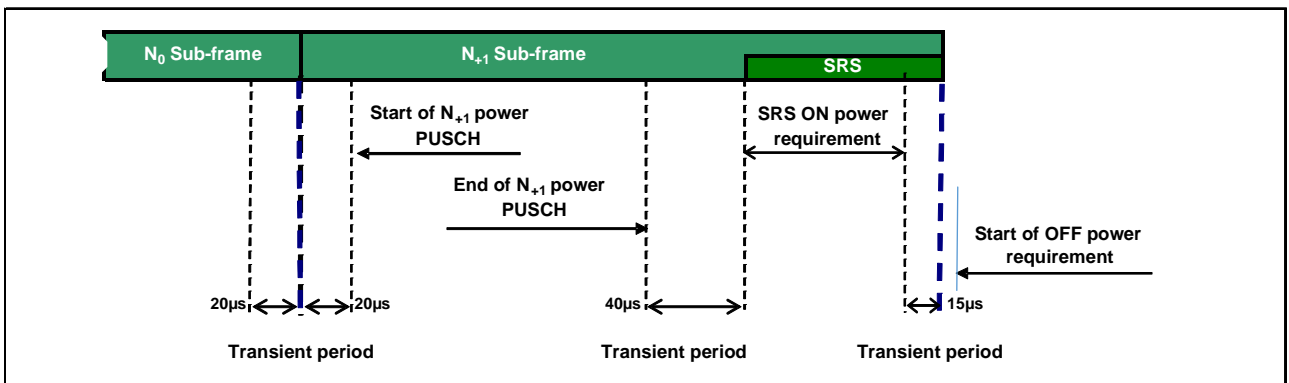 N0 Sub-frame
N+1 Sub-frame
SRS
Start of N+1 power
PUSCH
SRS ON power
requirement
End of N+1 power
PUSCH
Start of OFF power
requirement
20µs
20µs
40µs
15µs
Transient period
Transient period
Transient period